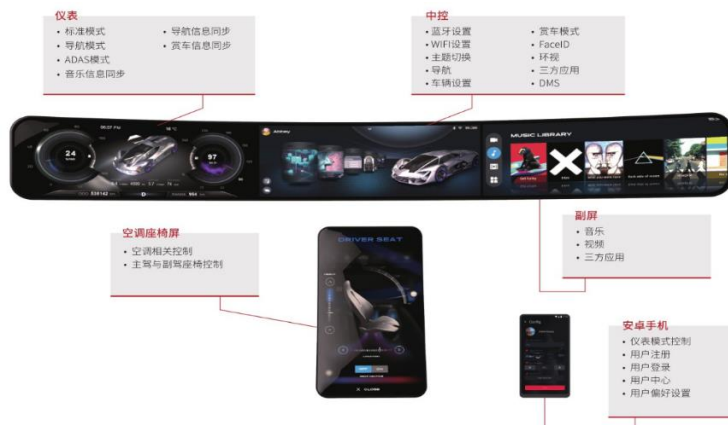 仪表
• 标准模式
• 导航模式
• ADAS模式
• 音乐信息同步
• 导航信息同步
• 赏车信息同步
中控
• 蓝牙设置
• WIFI设置
• 主题切换
• 导航
• 车辆设置
• 赏车模式
• FaceID
• 环视
• 三方应用
• DMS
24
97
MUSIC LIBRARY
空调座椅屏
• 空调相关控制
• 主驾与副驾座椅控制
DRIVER SEAT
CLOSE
副屏
• 音乐
• 视频
• 三方应用
安卓手机
• 仪表模式控制
• 用户注册
• 用户登录
• 用户中心
• 用户偏好设置
Config